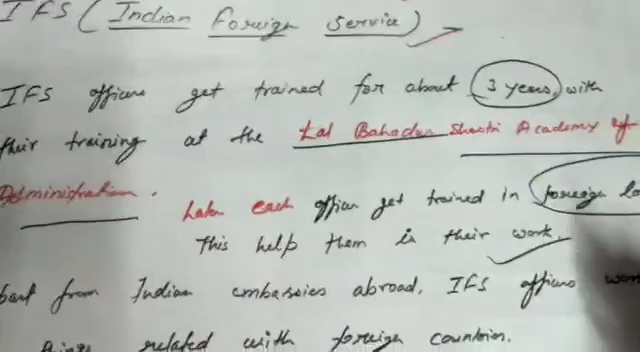 IFS (Indian Foreign Service)
IFS officers get trained for about 3 years, with
their training at the Lal Bahadur Shastri Academy of
Administration.
Later each officer get trained in foreign
This help them in their work.
part from Indian embassies abroad. IFS officers
related with foreign countries.